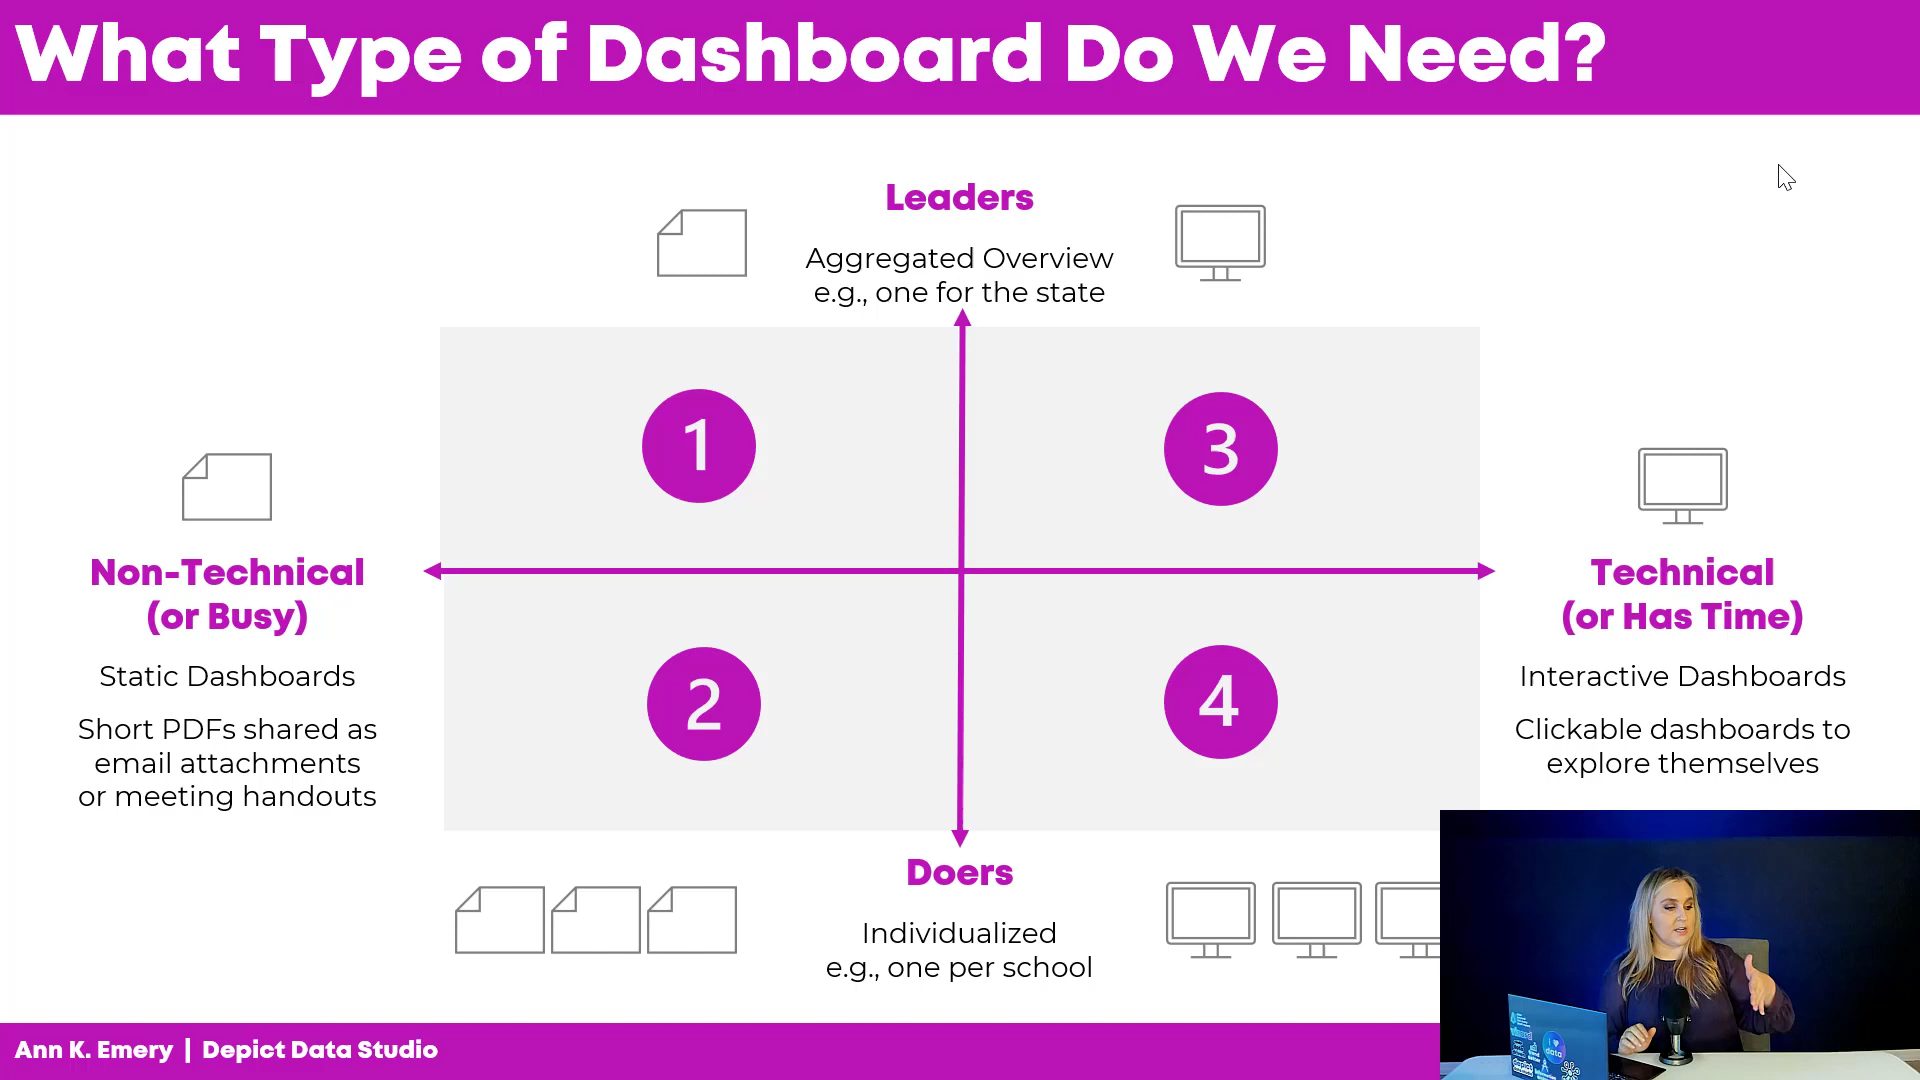 What Type of Dashboard Do We Need?
Leaders
Aggregated Overview
e.g., one for the state
1
3
Non-Technical
(or Busy)
Static Dashboards
Short PDFs shared as
email attachments
or meeting handouts
Technical
(or Has Time)
Interactive Dashboards
Clickable dashboards to
explore themselves
2
4
Doers
Individualized
e.g., one per school
Ann K. Emery | Depict Data Studio
I
data